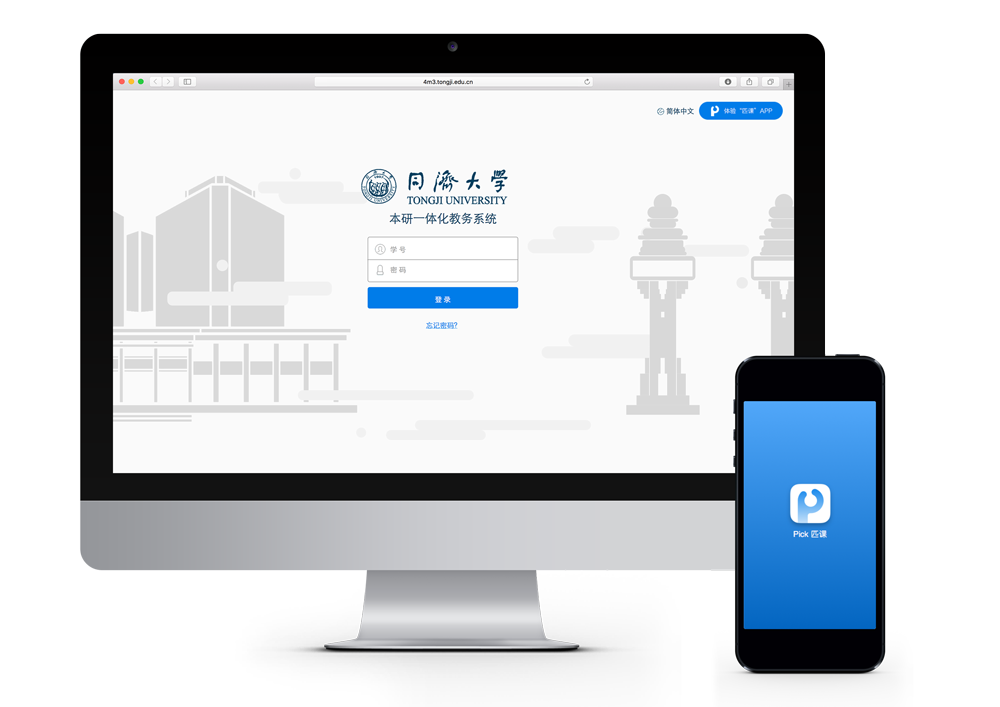 4m3.tongji.edu.cn
简体中文
体验“匹课”APP
同濟大学
TONGJI UNIVERSITY
本研一体化教务系统
学号
密码
登录
忘记密码?
Pick 匹课